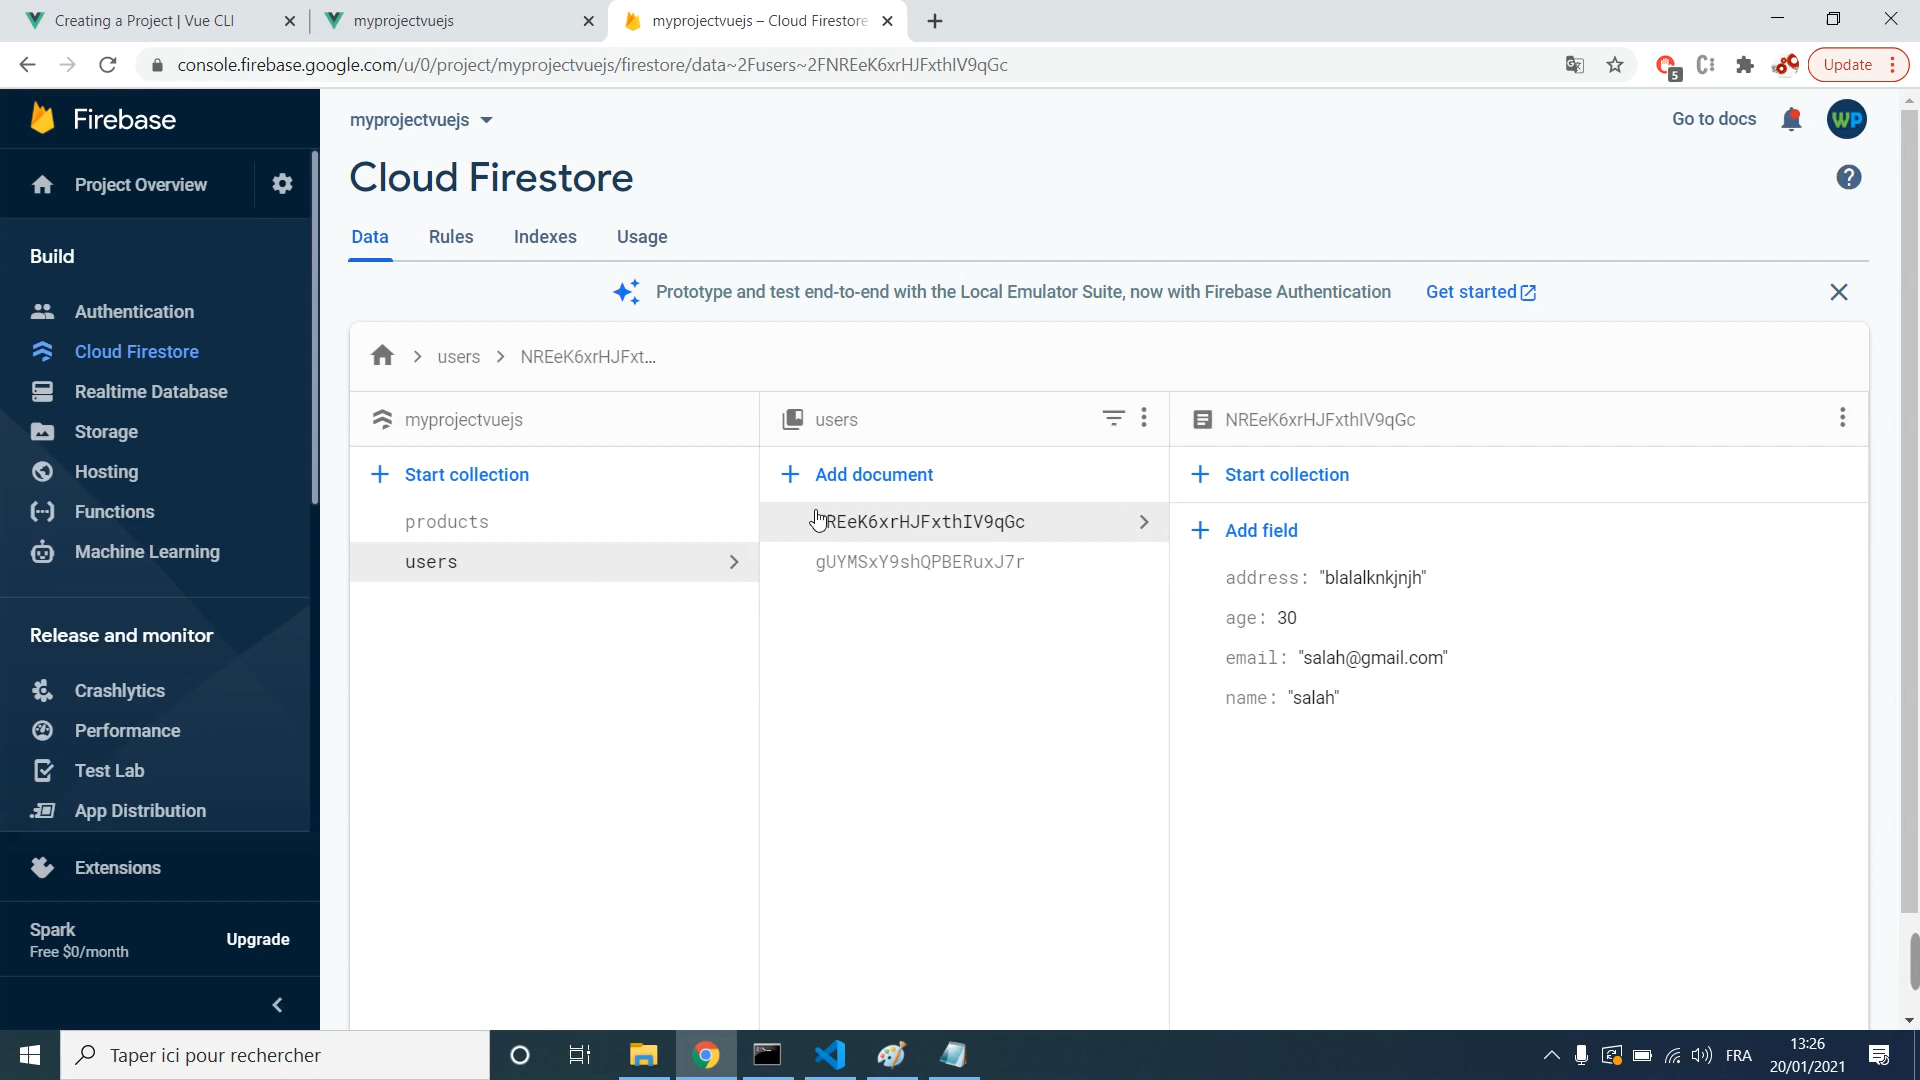 Creating a Project | Vue CLI
myprojectvuejs
myprojectvuejs – Cloud Firestore
console.firebase.google.com/u/0/project/myprojectvuejs/firestore/data~2Fusers~2FNREeK6xrHJFxthIV9qGc
5
Update
Firebase
myprojectvuejs
Go to docs
WP
Project Overview
Cloud Firestore
?
Data
Rules
Indexes
Usage
Build
Prototype and test end-to-end with the Local Emulator Suite, now with Firebase Authentication
Get started
Authentication
Cloud Firestore
Realtime Database
Storage
Hosting
Functions
Machine Learning
users
NREeK6xrHJFxt...
myprojectvuejs
users
NREeK6xrHJFxthIV9qGc
Start collection
Add document
Start collection
products
users
REeK6xrHJFxthIV9qGc
gUYMSxY9shQPBERuxJ7r
Add field
address: "blalalknkjnjh"
age: 30
email: "salah@gmail.com"
name: "salah"
Release and monitor
Crashlytics
Performance
Test Lab
App Distribution
Extensions
Spark
Free $0/month
Upgrade
Taper ici pour rechercher
FRA
13:26
20/01/2021